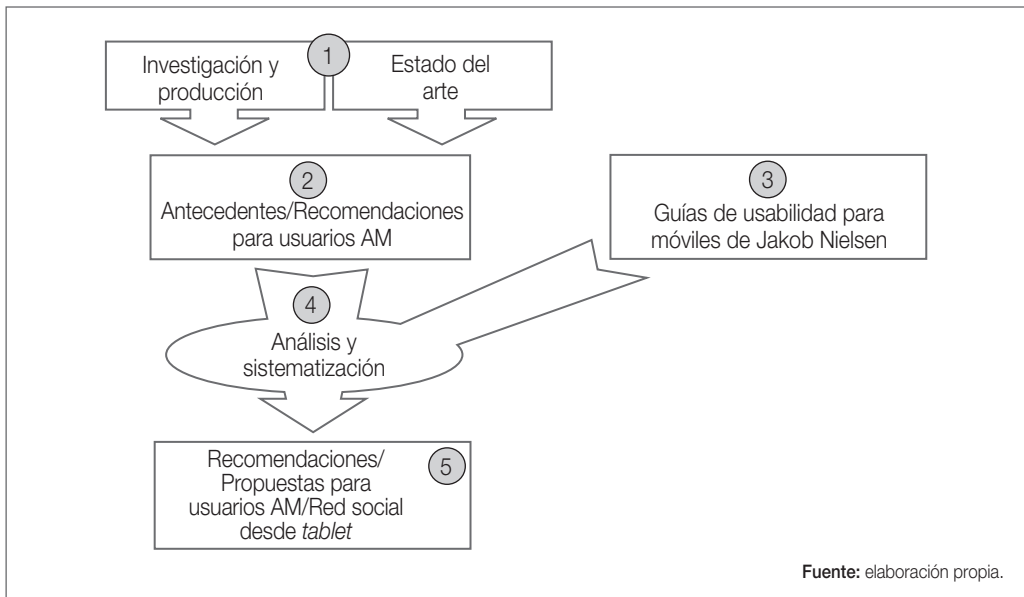 1
Investigación y
producción
Estado del
arte
2
Antecedentes/Recomendaciones
para usuarios AM
3
Guías de usabilidad para
móviles de Jakob Nielsen
4
Análisis y
sistematización
5
Recomendaciones/
Propuestas para
usuarios AM/Red social
desde tablet
Fuente: elaboración propia.